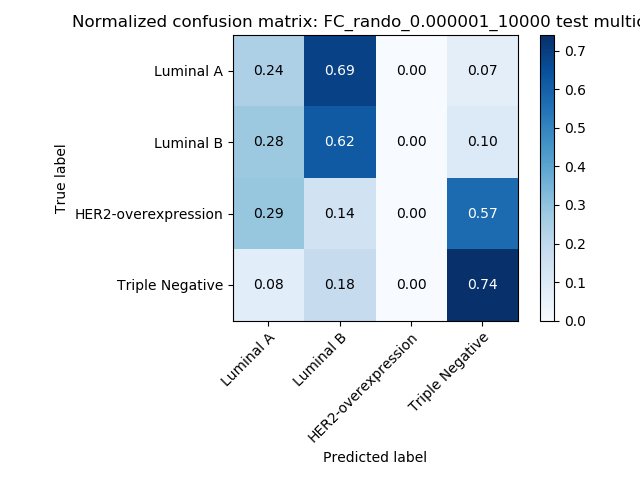 Normalized confusion matrix: FC_rando_0.000001_10000 test
Luminal A 0.24 0.69 0.00 0.07
Luminal B 0.28 0.62 0.00 0.10
HER2-overexpression 0.29 0.14 0.00 0.57
Triple Negative 0.08 0.18 0.00 0.74
True label
Luminal A
Luminal B
HER2-overexpression
Triple Negative
Predicted label
0.7
0.6
0.5
0.4
0.3
0.2
0.1
0.0